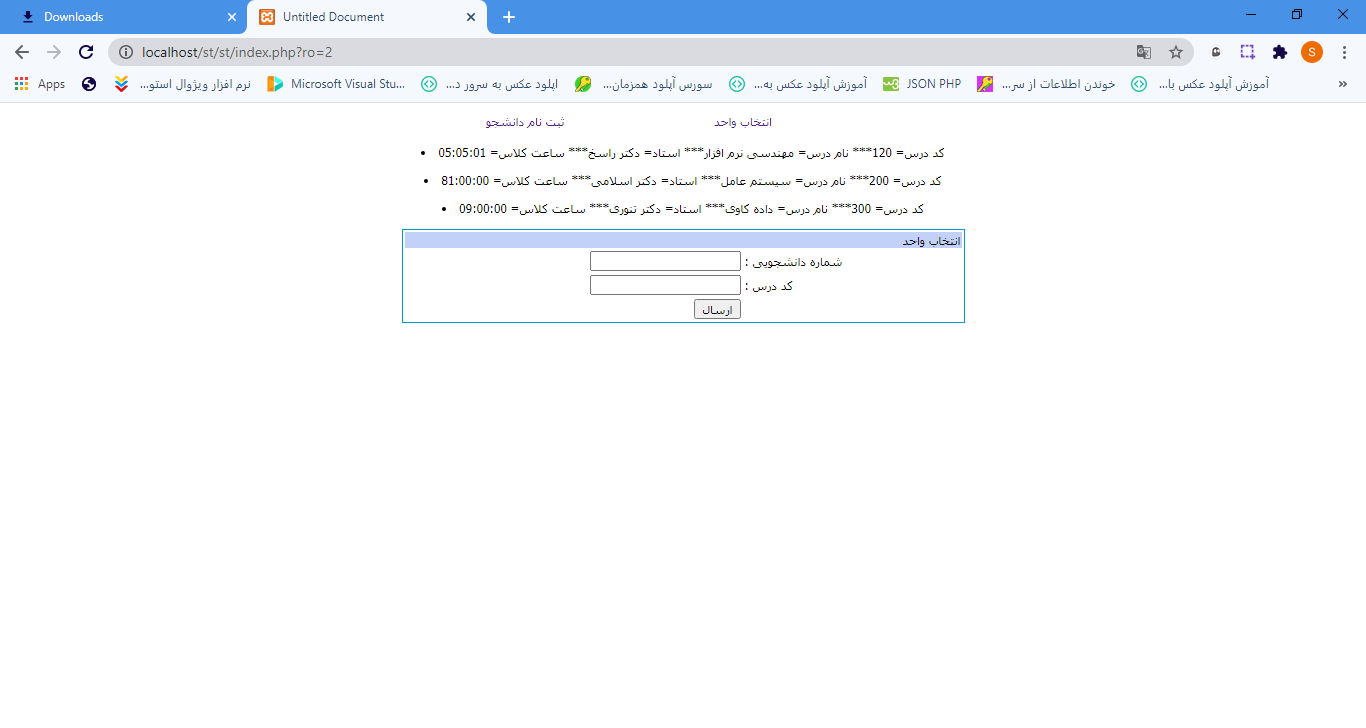 Downloads
Untitled Document
localhost/st/st/index.php?ro=2
S
Apps
نرم افزار ویژوال استو...
Microsoft Visual Stu...
اپلود عکس به سرور د...
سورس آپلود همزمان...
آموزش آپلود عکس به...
JSON PHP
خوندن اطلاعات از سر...
آموزش آپلود عکس با...
»
ثبت نام دانشجو
انتخاب واحد
کد درس= 120*** نام درس= مهندسی نرم افزار*** استاد= دکتر راسخ*** ساعت کلاس= 05:05:01
کد درس= 200*** نام درس= سیستم عامل*** استاد= دکتر اسلامی*** ساعت کلاس= 81:00:00
کد درس= 300*** نام درس= داده کاوی*** استاد= دکتر تنوری*** ساعت کلاس= 09:00:00
انتخاب واحد
شماره دانشجویی :
کد درس :
ارسال